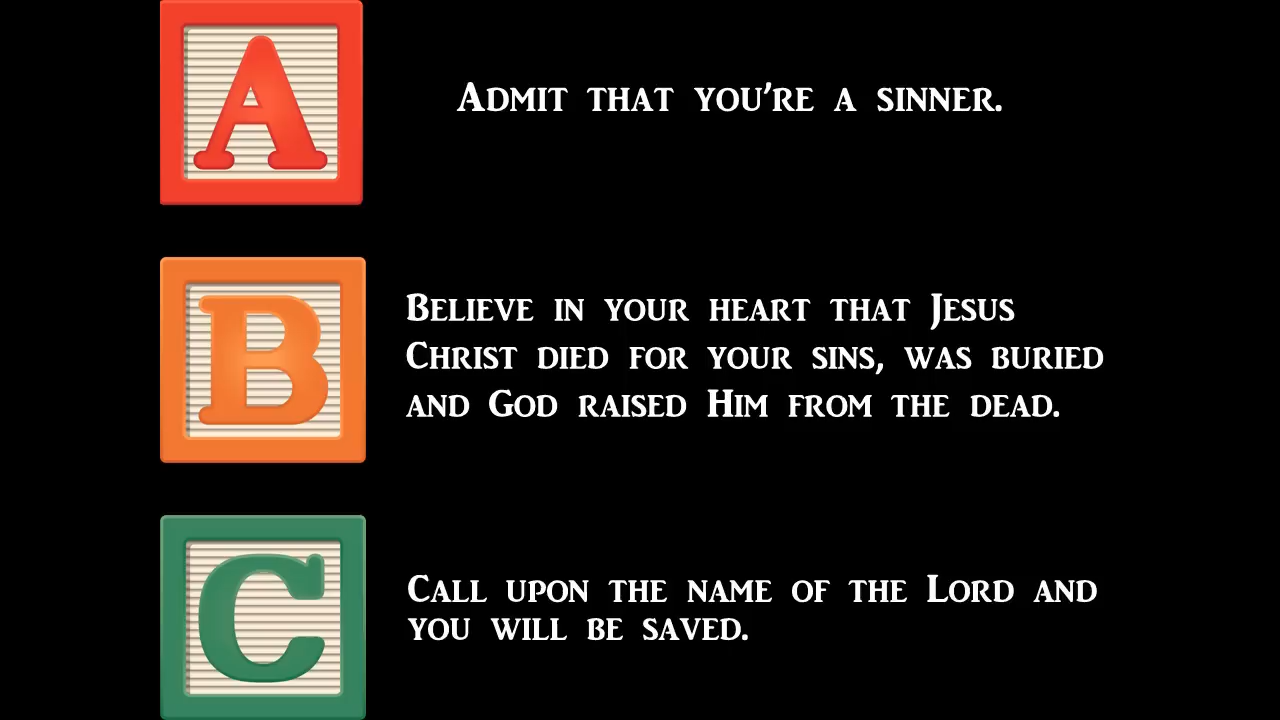 A
Admit that you're a sinner.
B
Believe in your heart that Jesus
Christ died for your sins, was buried
and God raised Him from the dead.
C
Call upon the name of the Lord and
you will be saved.